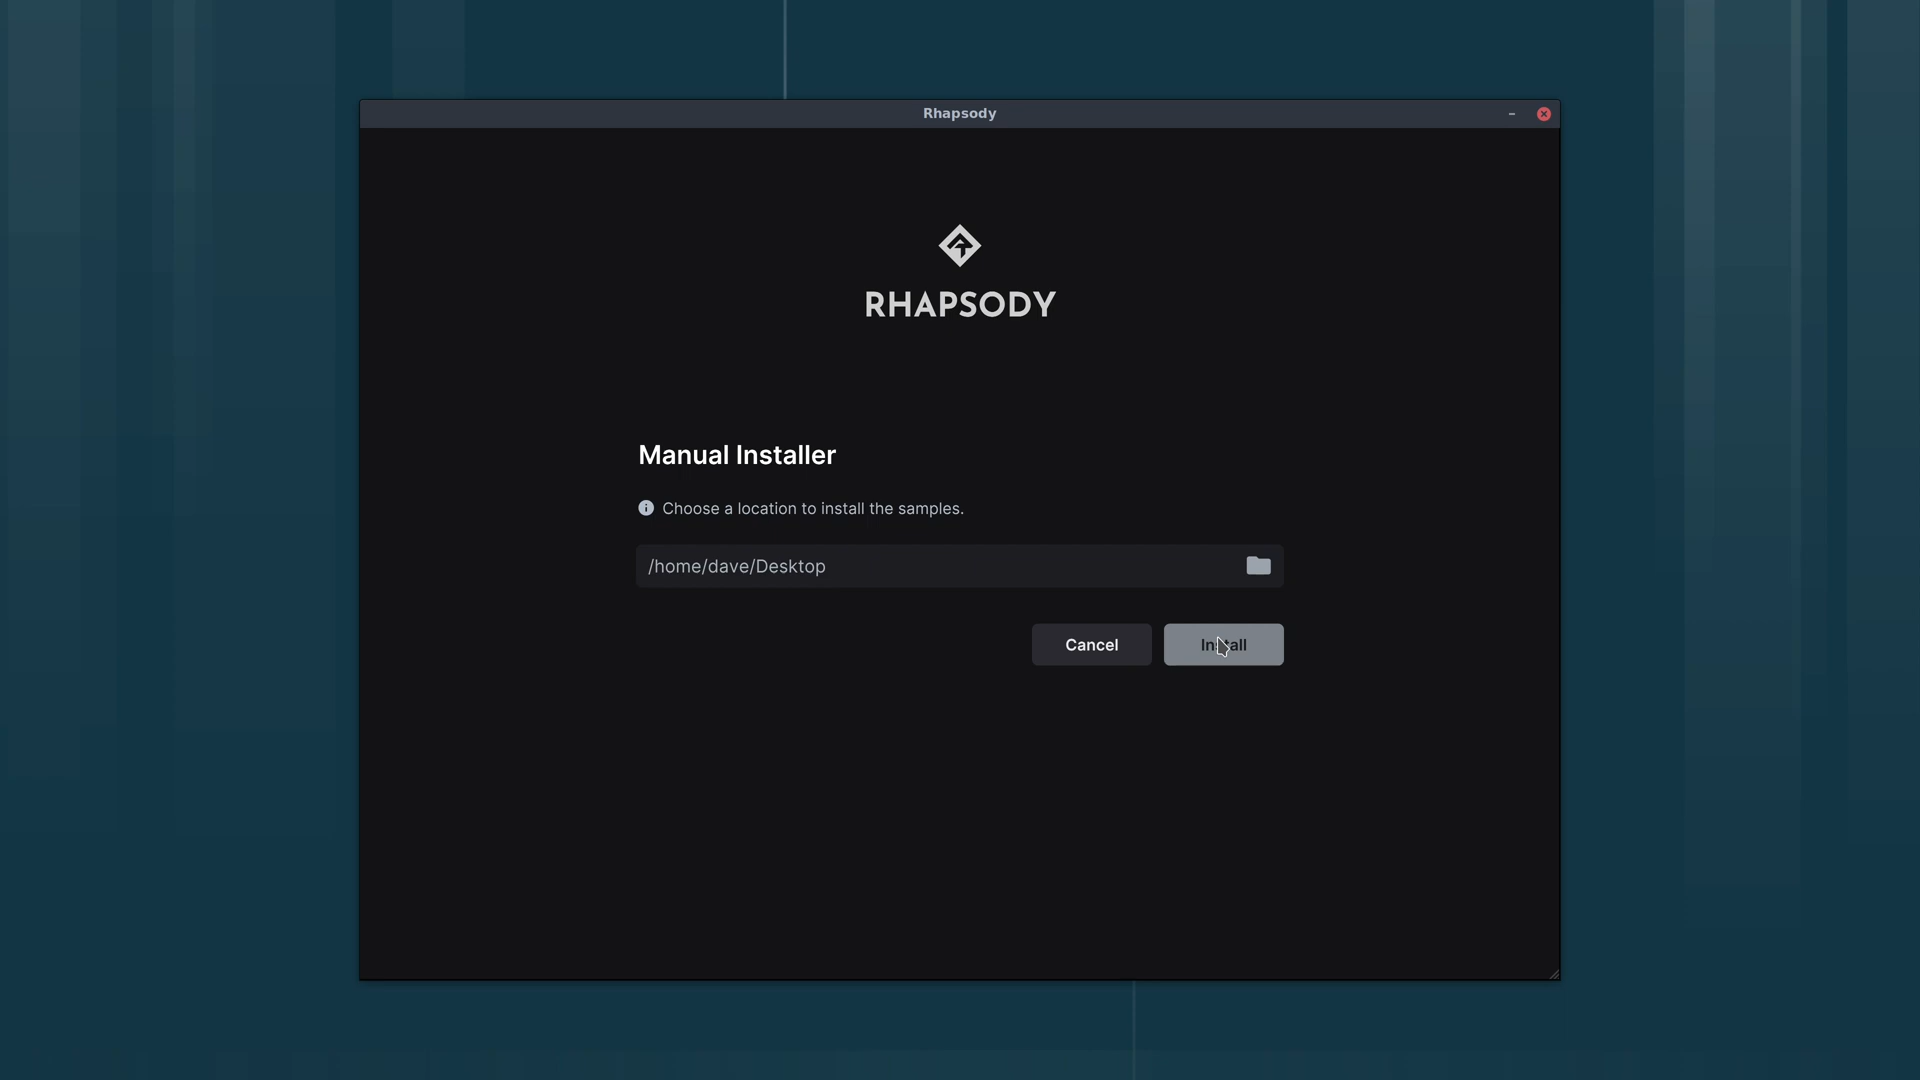 Rhapsody
RHAPSODY
Manual Installer
Choose a location to install the samples.
/home/dave/Desktop
Cancel
Install